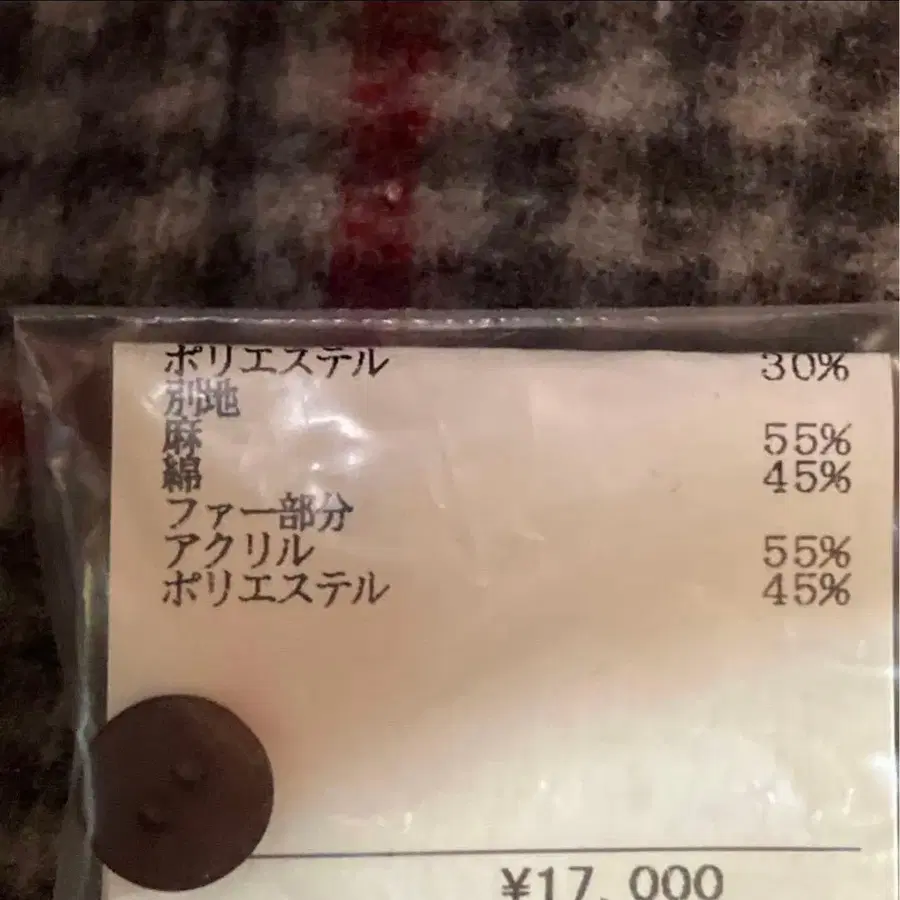 ポリエステル 30%
別地
麻 55%
綿 45%
ファー部分
アクリル 55%
ポリエステル 45%
¥17,000